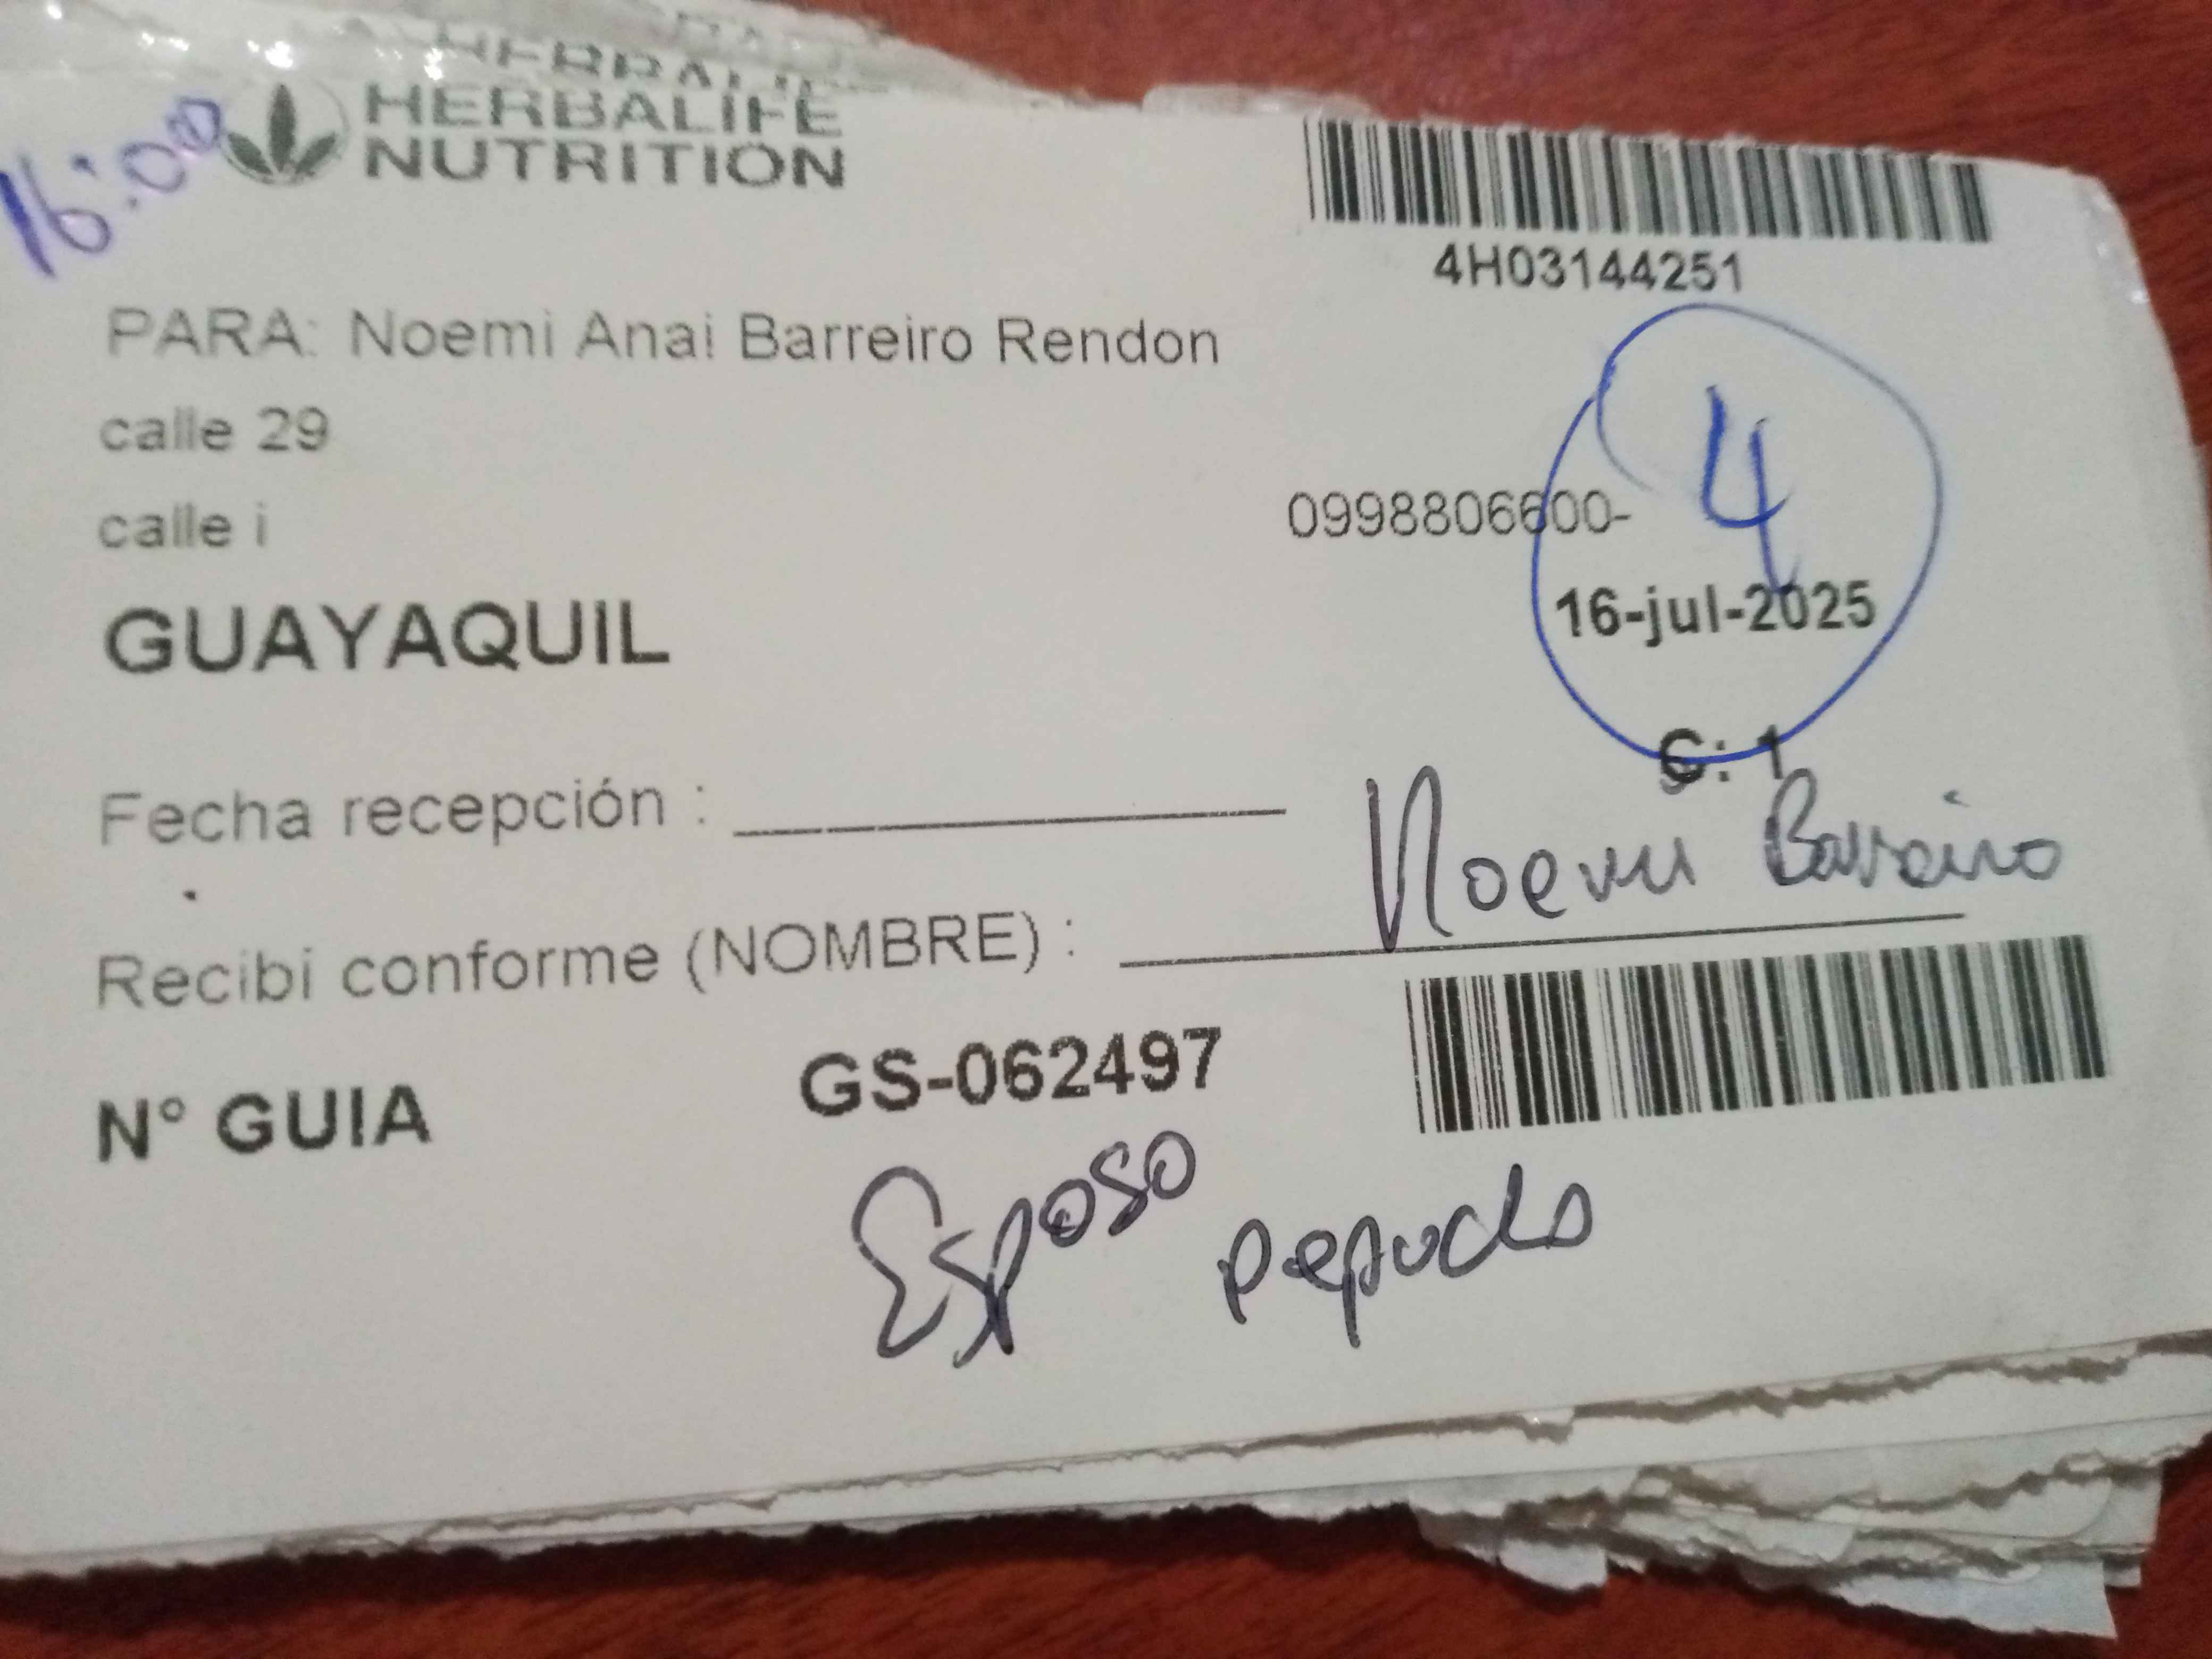 HERBALIFE
HERBALIFE
NUTRITION
16:00
4H03144251
PARA: Noemi Anai Barreiro Rendon
calle 29
calle i
0998806600-
4
GUAYAQUIL
16-jul-2025
1
Fecha recepción :
Recibi conforme (NOMBRE) : Noemi Barreiro
N° GUIA GS-062497
Esposo